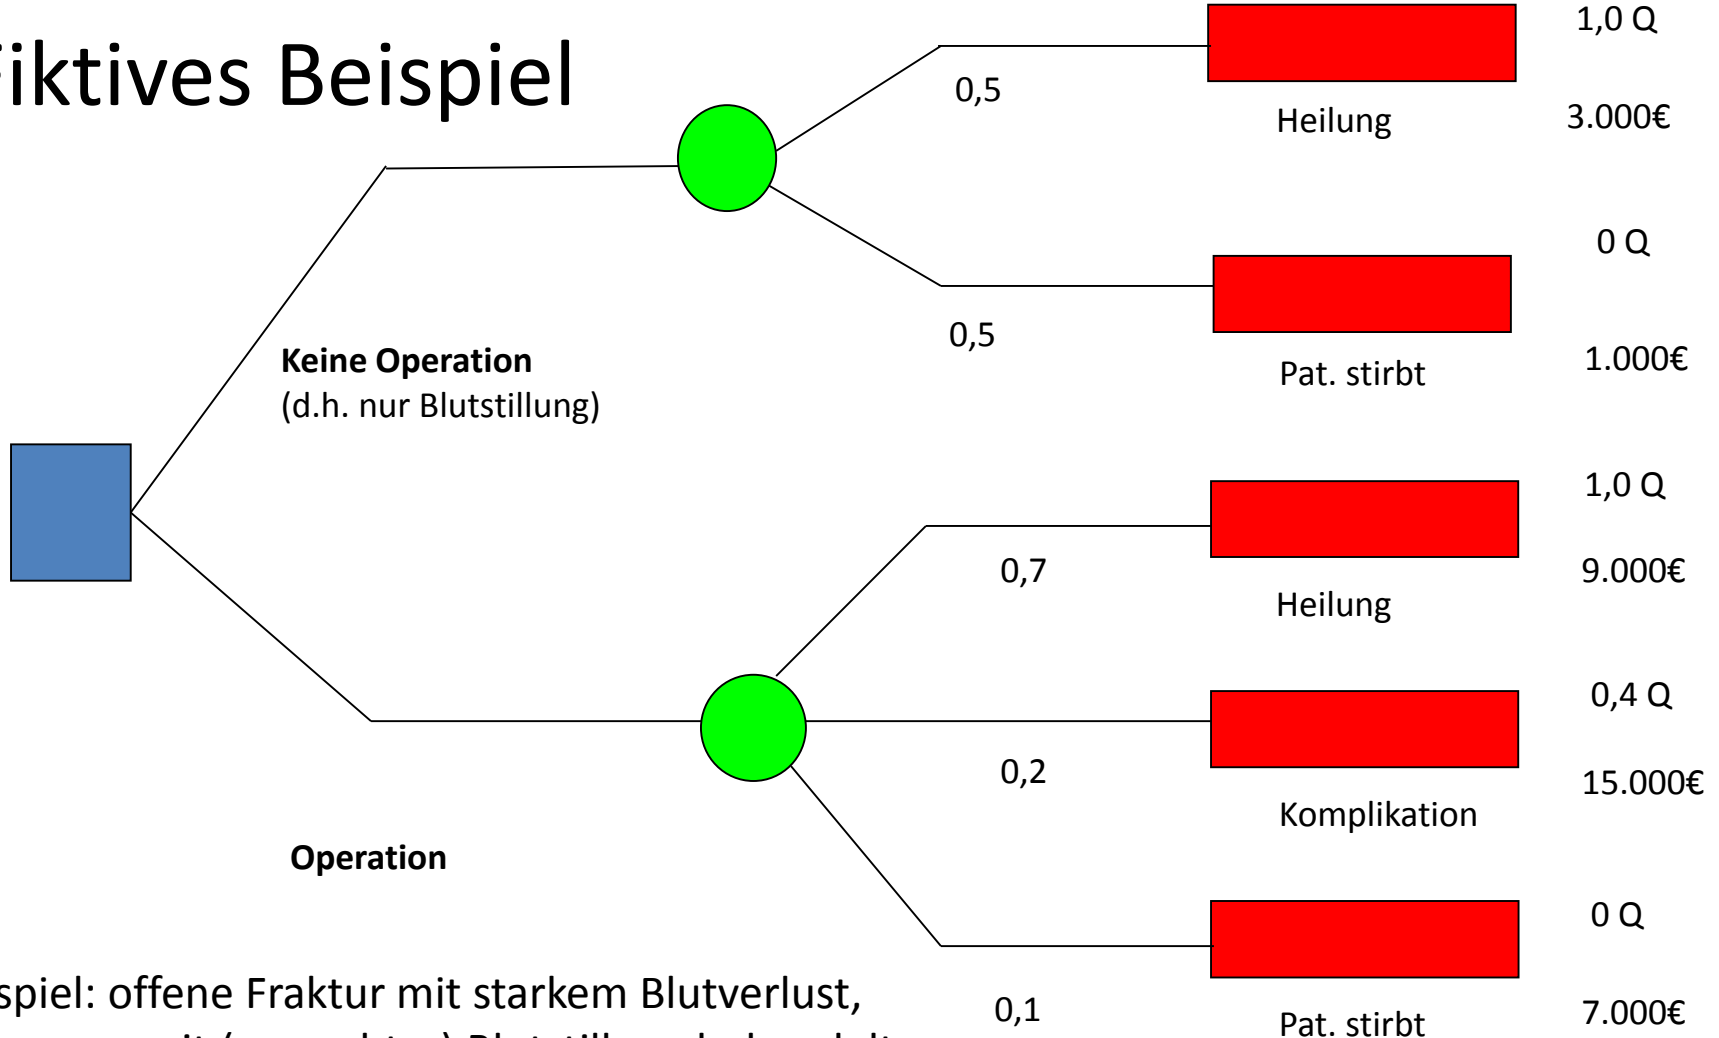 iktives Beispiel
1,0 Q
0,5
Heilung
3.000€
0 Q
0,5
Pat. stirbt
1.000€
Keine Operation
(d.h. nur Blutstillung)
1,0 Q
0,7
Heilung
9.000€
0,4 Q
0,2
Komplikation
15.000€
Operation
0 Q
0,1
Pat. stirbt
7.000€
spiel: offene Fraktur mit starkem Blutverlust,